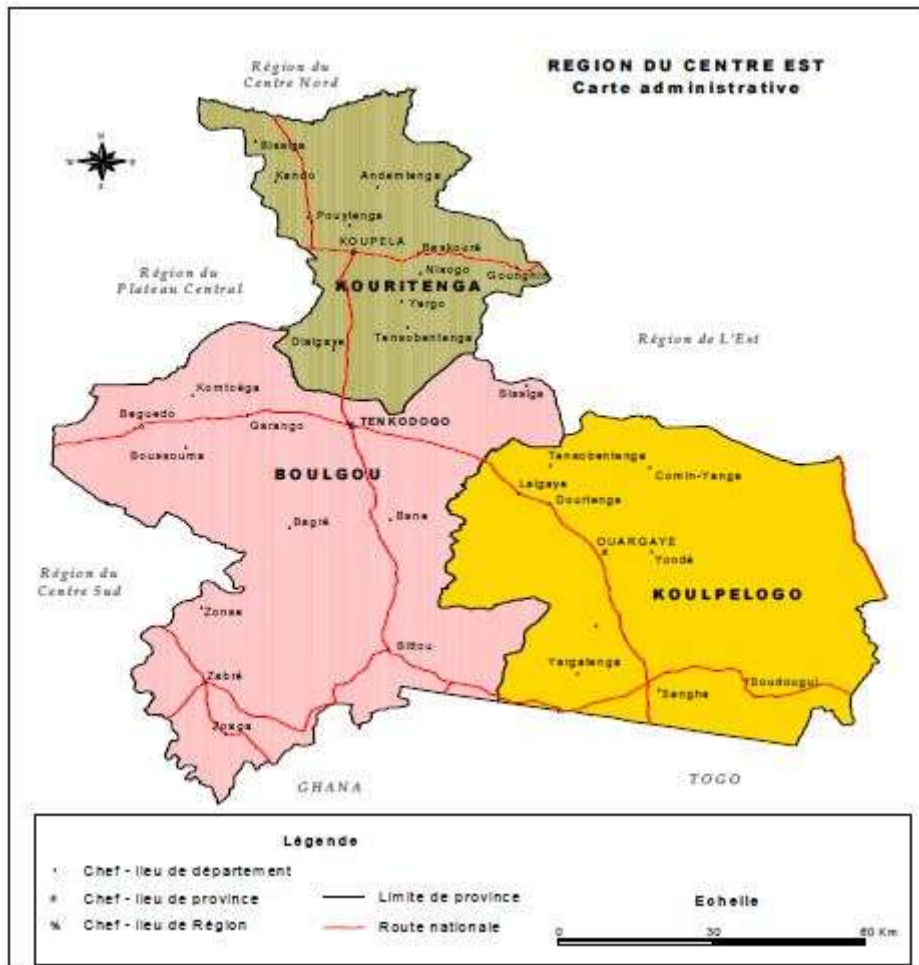 REGION DU CENTRE EST
Carte administrative
Région du
Centre Nord
Bissiga
Kando
Andemtenga
Pouytenga
KOUPELA
Baskouré
Nisogo
Gounghin
KOURITENGA
Yargo
Dialgaye
Tensobentenga
Région du
Plateau Central
Région de L'Est
Komtoéga
Bissiga
Beguedo
Garango
TENKODOGO
Boussouma
BOULGOU
Tensobentenga
Comin-Yanga
Lalgaye
Dourtenga
Bagré
Bane
OUARGAYE
Yondé
Région du
Centre Sud
KOULPELOGO
Zonse
Bittou
Yargatenga
Zabré
Sangha
Soudougui
Zoaga
GHANA
TOGO
Légende
Chef - lieu de département
Chef - lieu de province
Chef - lieu de Région
Limite de province
Route nationale
Echelle
0 30 60 Km